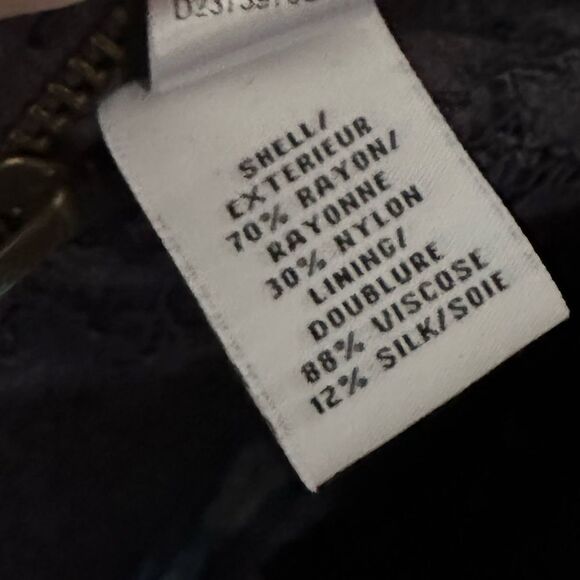 SHELL/
EXTERIEUR
70% RAYON/
RAYONNE
30% NYLON
LINING/
DOUBLURE
88% VISCOSE
12% SILK/SOIE